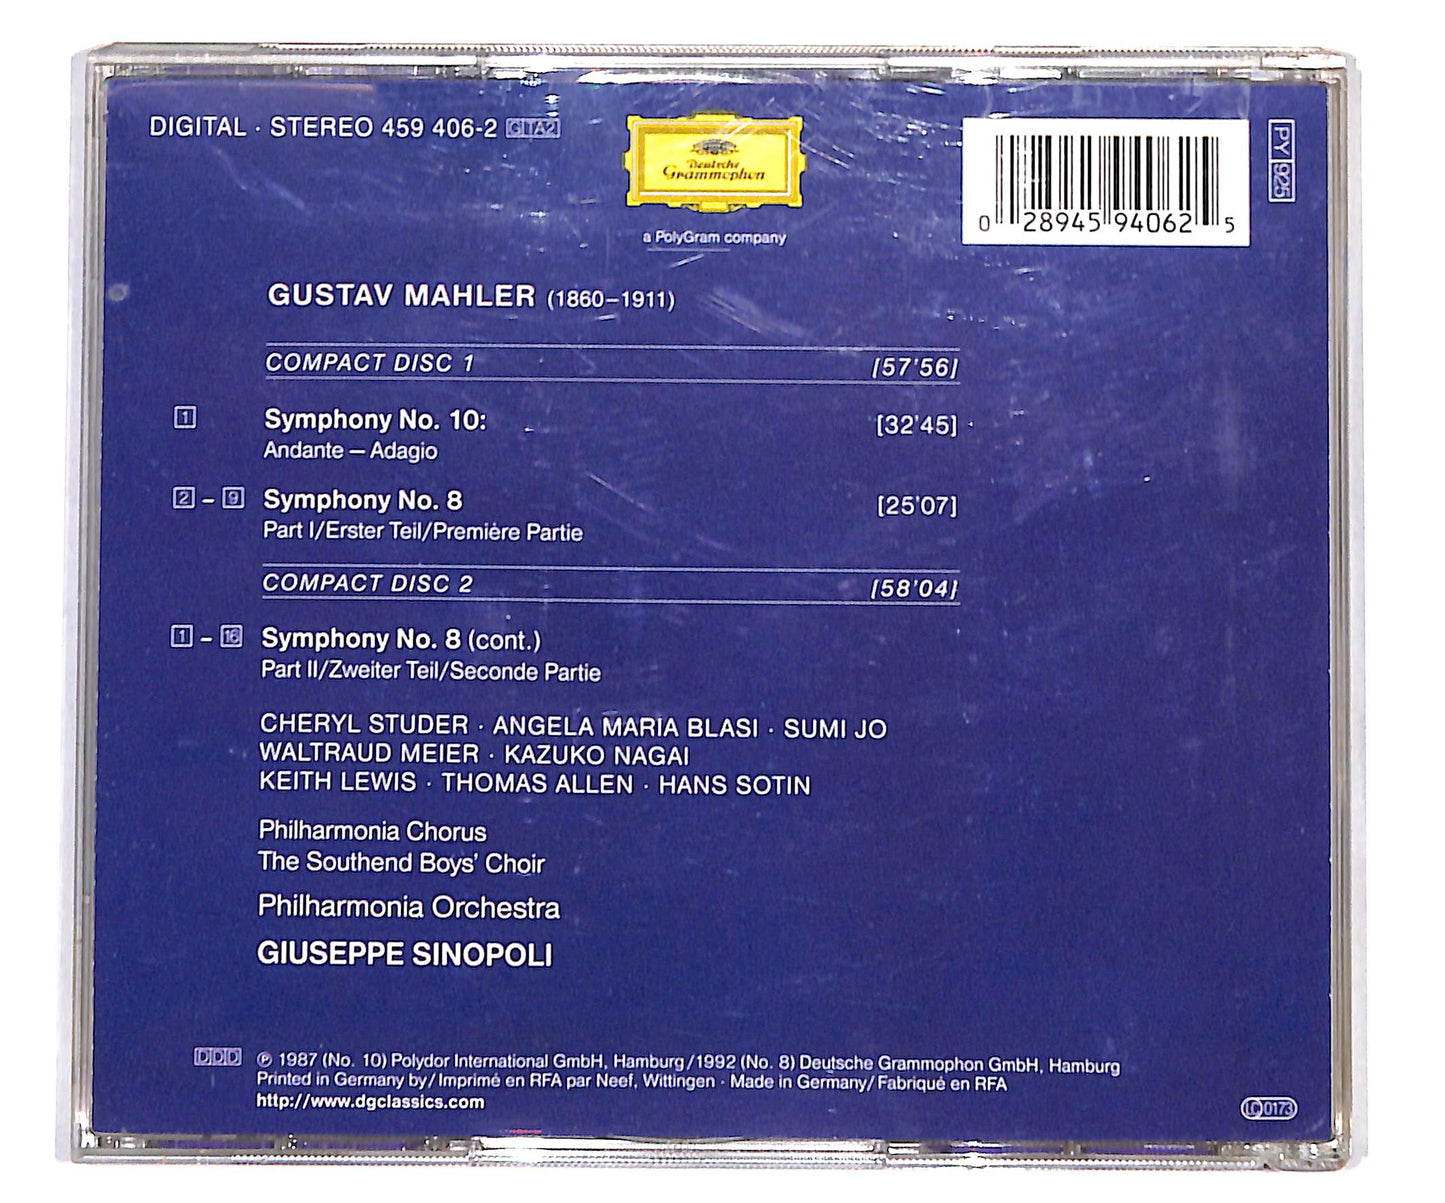 DIGITAL · STEREO 459 406-2 GTA2
Deutsche
Grammophon
a PolyGram company
0 28945 94062 5
PY 925
GUSTAV MAHLER (1860–1911)
COMPACT DISC 1 [57'56]
1 Symphony No. 10: [32'45]
Andante – Adagio
2 – 9 Symphony No. 8 [25'07]
Part I/Erster Teil/Première Partie
COMPACT DISC 2 [58'04]
1 – 16 Symphony No. 8 (cont.)
Part II/Zweiter Teil/Seconde Partie
CHERYL STUDER · ANGELA MARIA BLASI · SUMI JO
WALTRAUD MEIER · KAZUKO NAGAI
KEITH LEWIS · THOMAS ALLEN · HANS SOTIN
Philharmonia Chorus
The Southend Boys' Choir
Philharmonia Orchestra
GIUSEPPE SINOPOLI
DDD ℗ 1987 (No. 10) Polydor International GmbH, Hamburg/1992 (No. 8) Deutsche Grammophon GmbH, Hamburg
Printed in Germany by/Imprimé en RFA par Neef, Wittingen · Made in Germany/Fabriqué en RFA
http://www.dgclassics.com
LC 0173